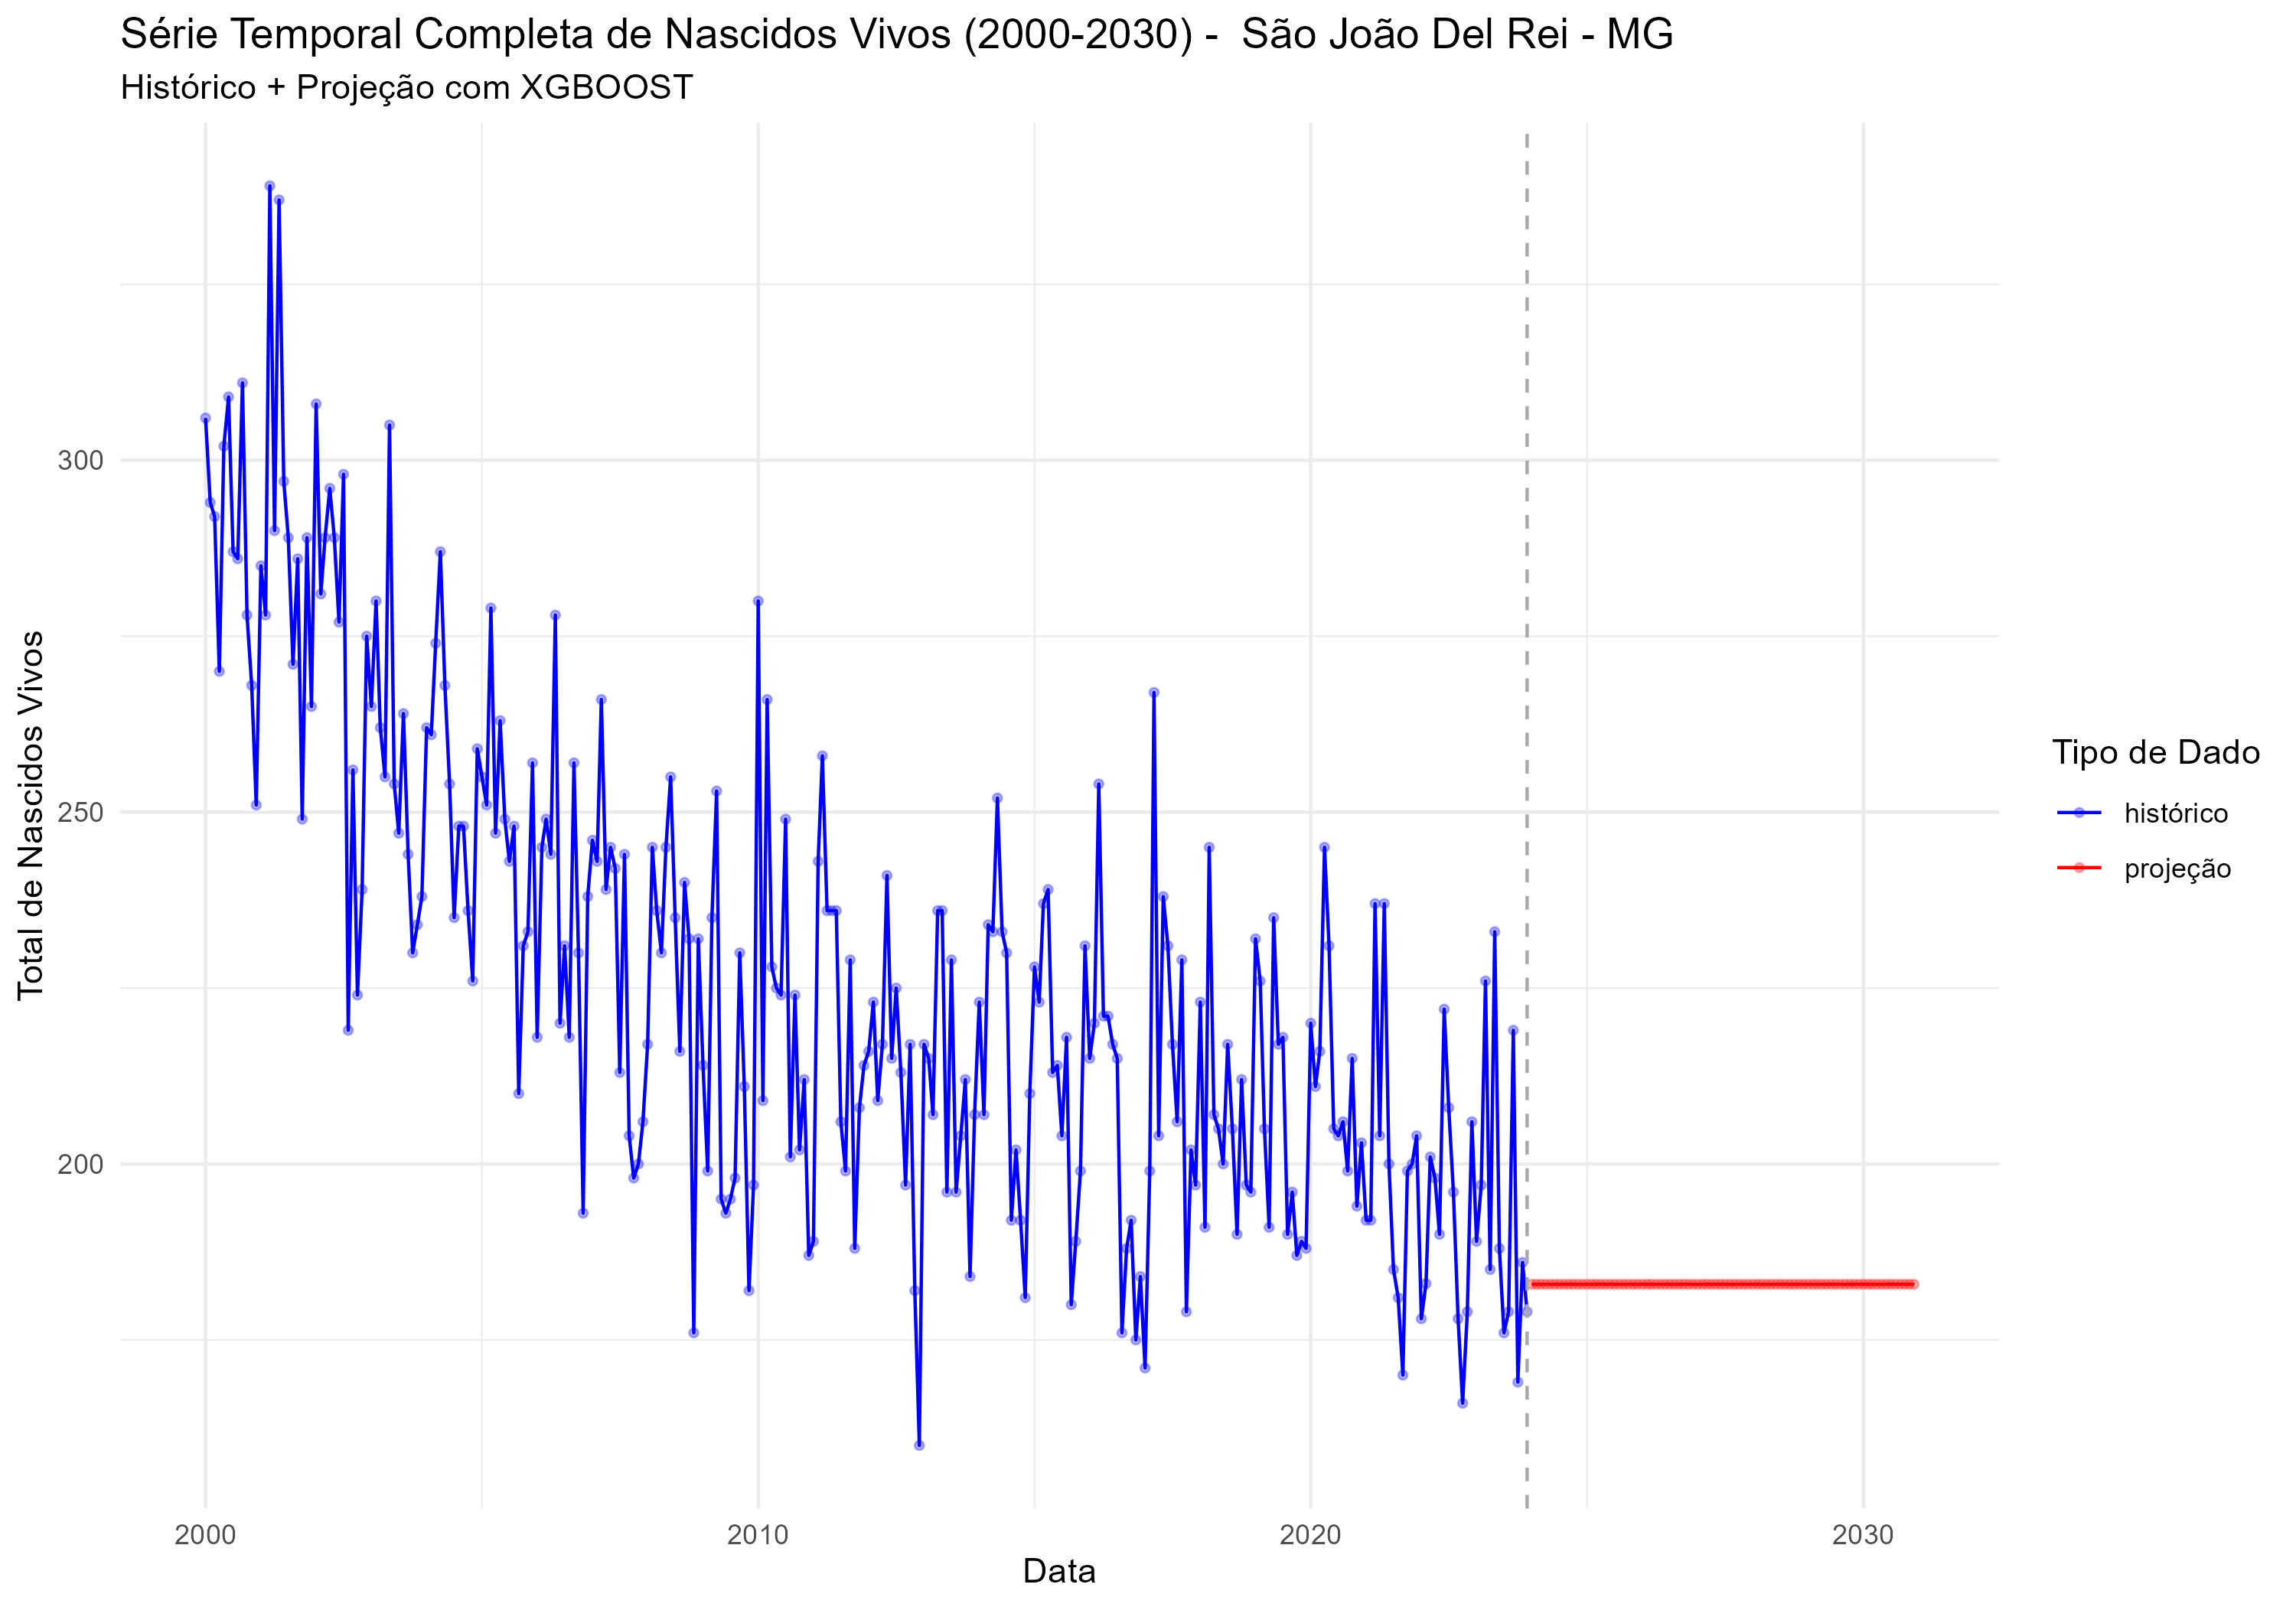 Série Temporal Completa de Nascidos Vivos (2000-2030) -  São João Del Rei - MG
Histórico + Projeção com XGBOOST
Total de Nascidos Vivos
300
250
200
2000
2010
2020
2030
Data
Tipo de Dado
histórico
projeção